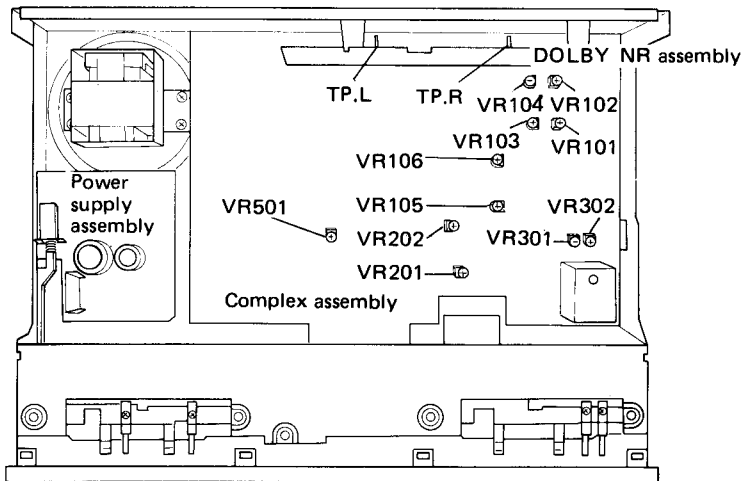 DOLBY NR assembly
TP.L
TP.R
VR104
VR102
VR103
VR101
VR106
Power
supply
assembly
VR501
VR105
VR302
VR202
VR301
VR201
Complex assembly